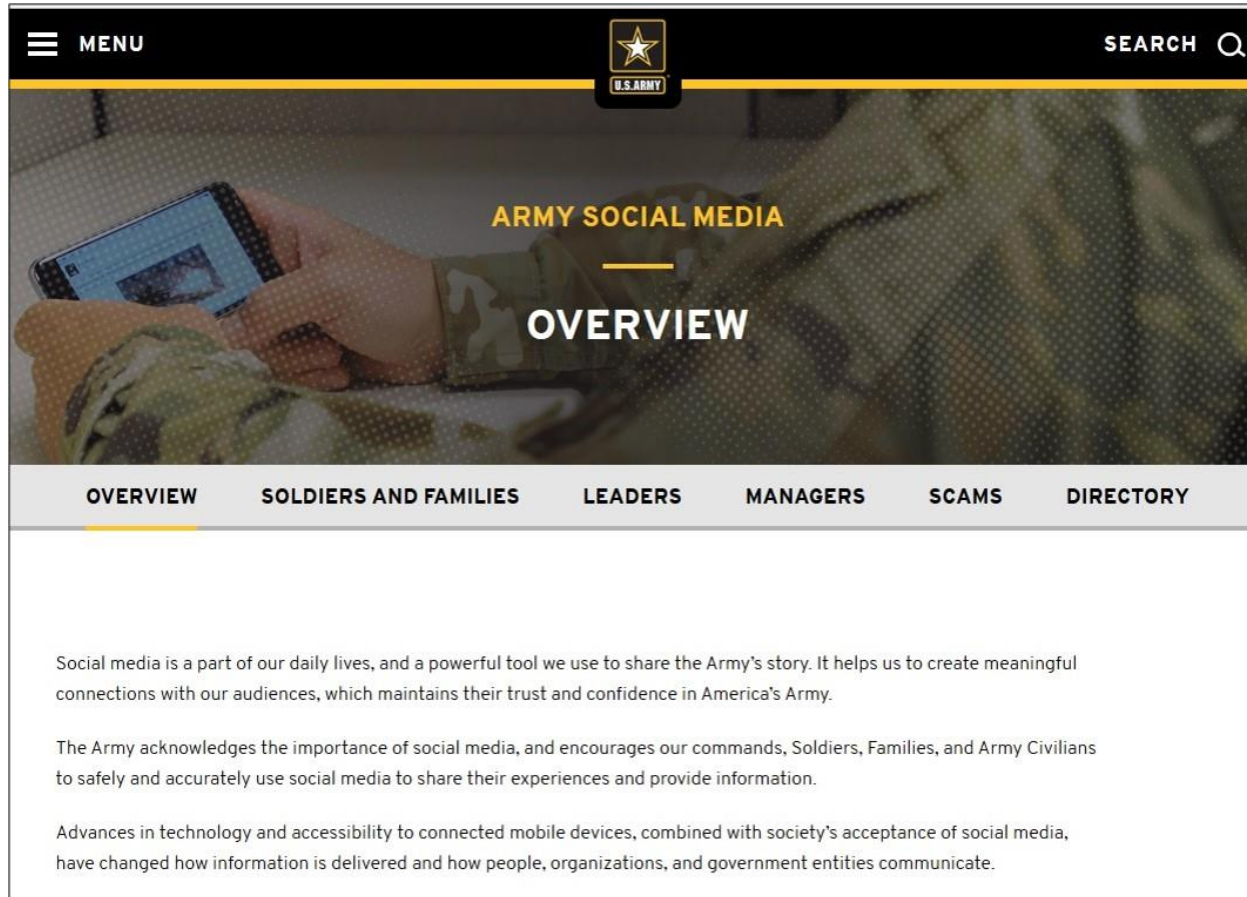 MENU
U.S.ARMY
SEARCH
ARMY SOCIAL MEDIA
OVERVIEW
OVERVIEW SOLDIERS AND FAMILIES LEADERS MANAGERS SCAMS DIRECTORY
Social media is a part of our daily lives, and a powerful tool we use to share the Army's story. It helps us to create meaningful
connections with our audiences, which maintains their trust and confidence in America's Army.
The Army acknowledges the importance of social media, and encourages our commands, Soldiers, Families, and Army Civilians
to safely and accurately use social media to share their experiences and provide information.
Advances in technology and accessibility to connected mobile devices, combined with society's acceptance of social media,
have changed how information is delivered and how people, organizations, and government entities communicate.